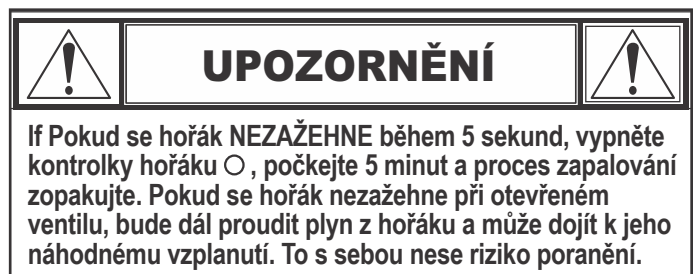 UPOZORNĚNÍ
If Pokud se hořák NEZAŽEHNE během 5 sekund, vypněte
kontrolky hořáku ○ , počkejte 5 minut a proces zapalování
zopakujte. Pokud se hořák nezažehne při otevřeném
ventilu, bude dál proudit plyn z hořáku a může dojít k jeho
náhodnému vzplanutí. To s sebou nese riziko poranění.